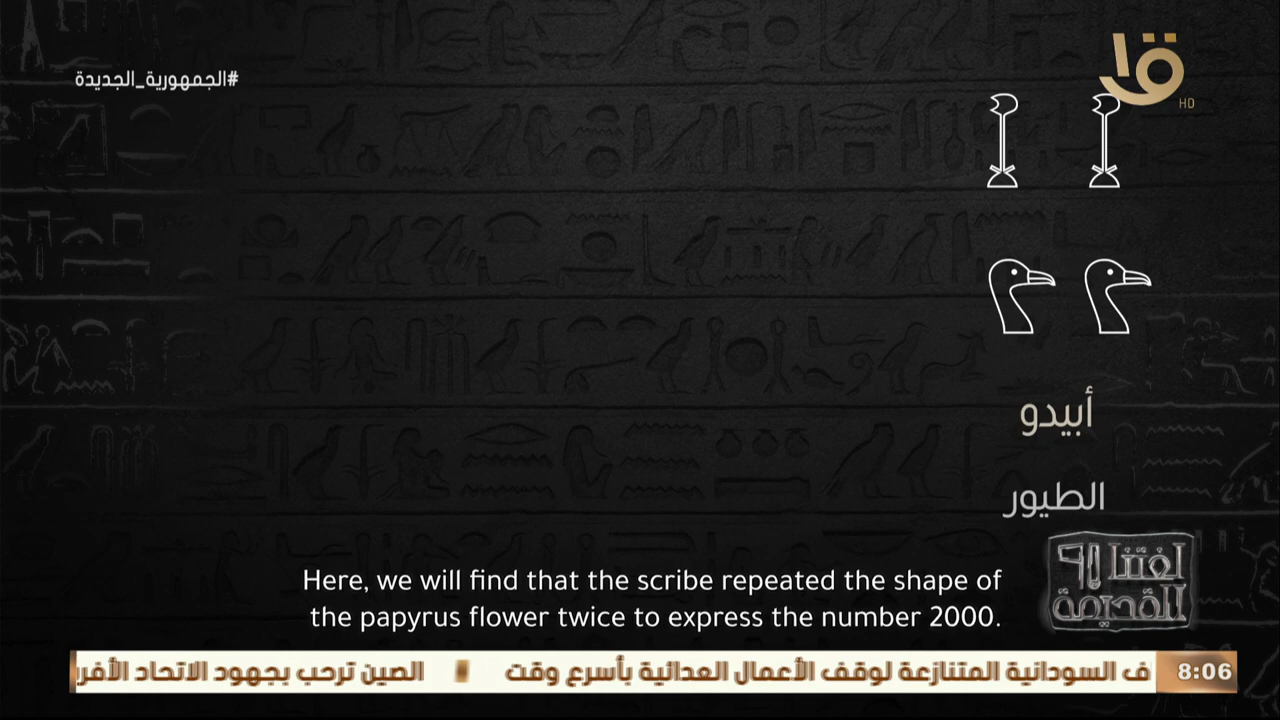 #الجمهورية_الجديدة
HD
أبيدو
الطيور
Here, we will find that the scribe repeated the shape of
the papyrus flower twice to express the number 2000.
لغتنا
القديمة
8:06
السودانية المتنازعة لوقف الأعمال العدائية بأسرع وقت
الصين ترحب بجهود الاتحاد